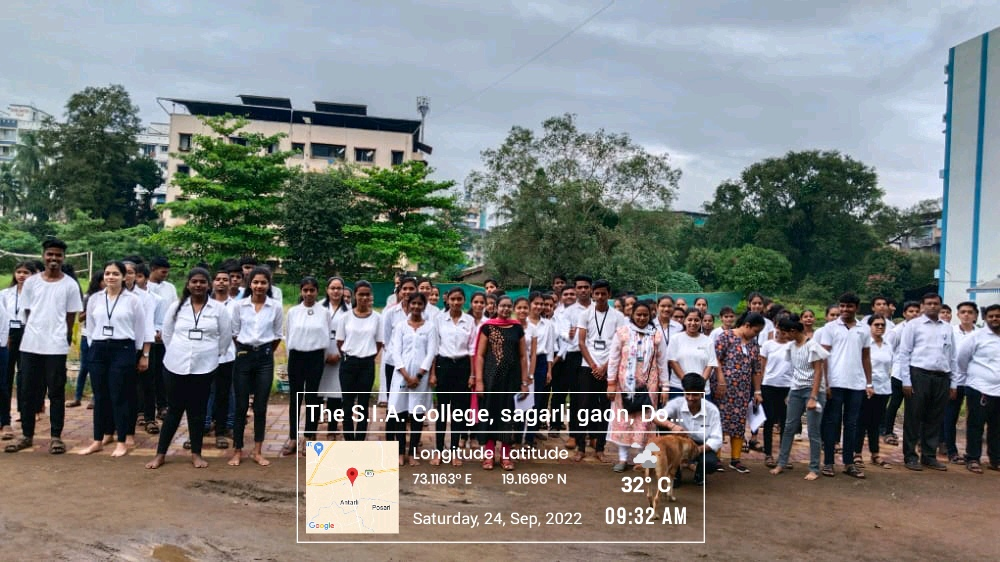 The S.I.A. College, sagarli gaon, Do...
Longitude Latitude
73.1163° E 19.1696° N
32° C
Saturday, 24, Sep, 2022
09:32 AM
Antarli
Posari
Google